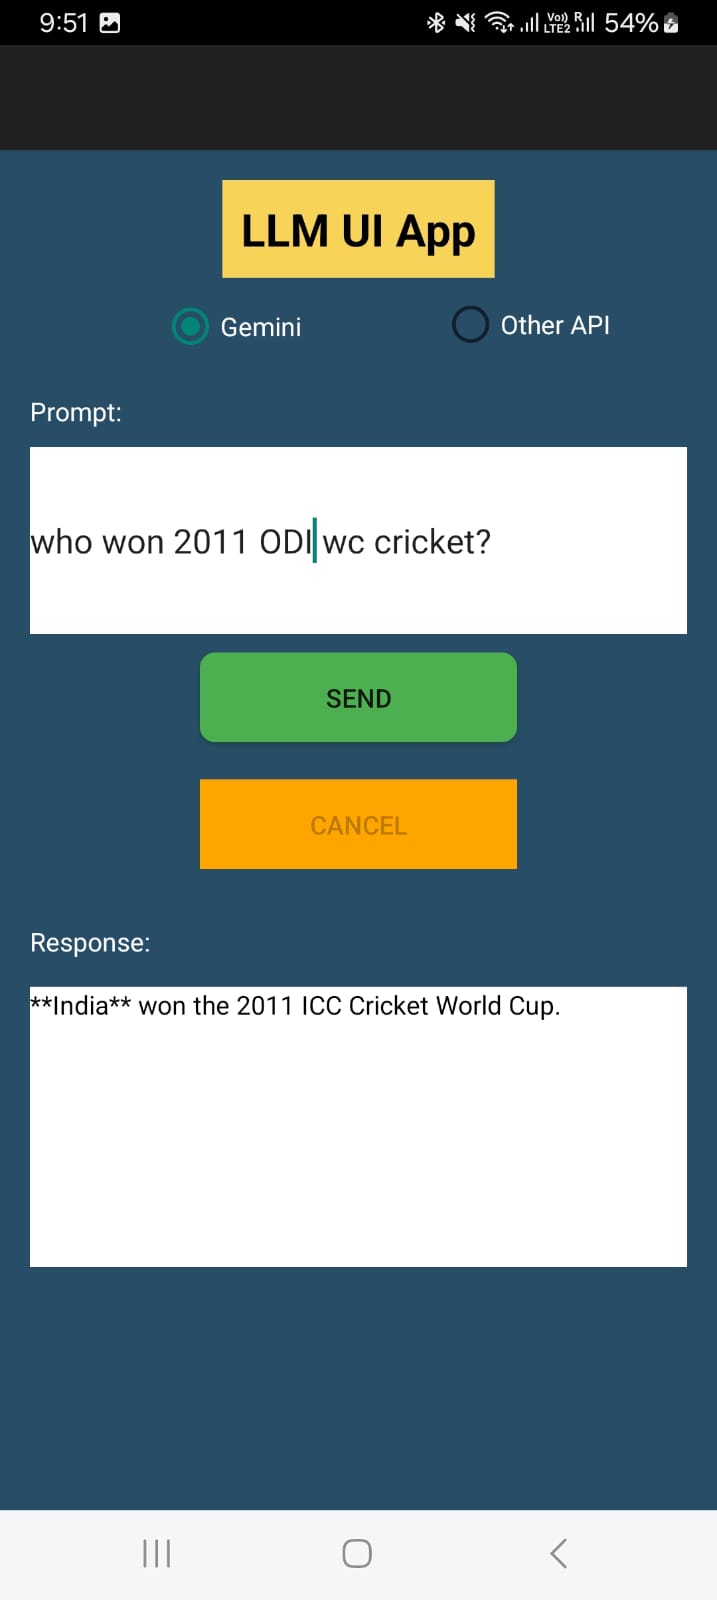 9:51 Vo)) R 54%
LTE2
LLM UI App
Gemini Other API
Prompt:
who won 2011 ODI wc cricket?
SEND
CANCEL
Response:
**India** won the 2011 ICC Cricket World Cup.